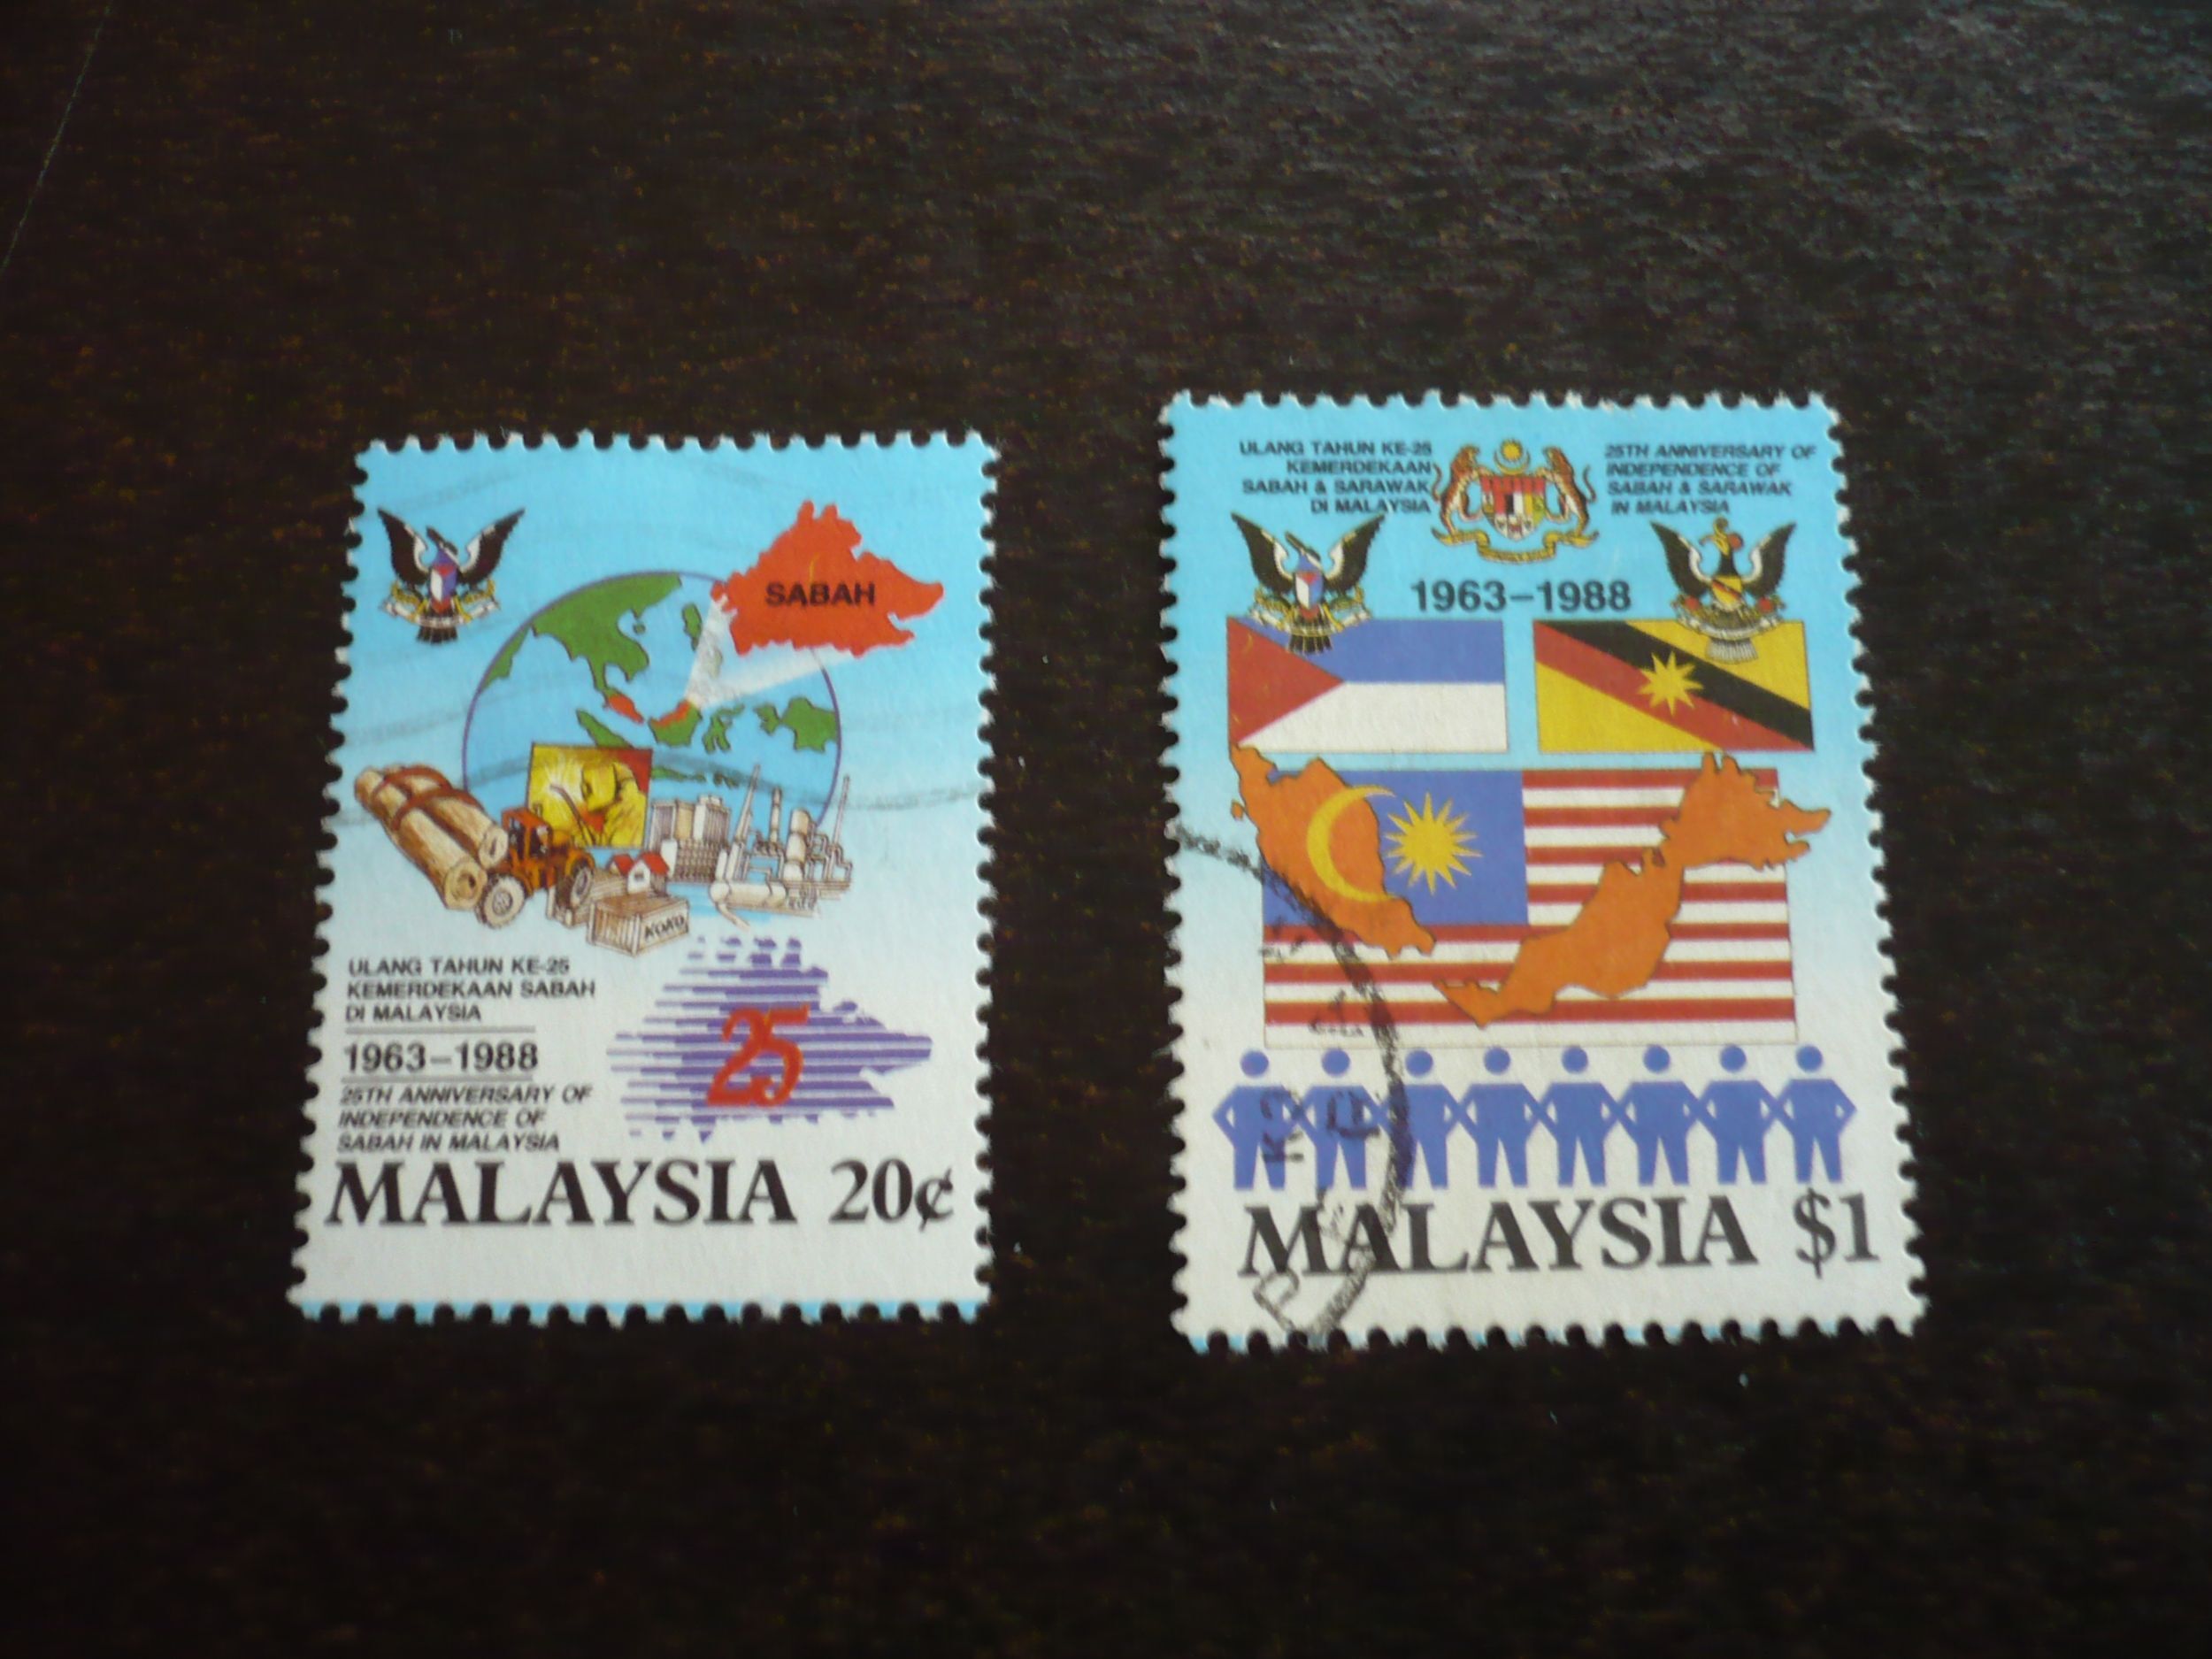 SABAH
KOKO
ULANG TAHUN KE-25
KEMERDEKAAN SABAH
DI MALAYSIA
1963–1988
25TH ANNIVERSARY OF
INDEPENDENCE OF
SABAH IN MALAYSIA
25
MALAYSIA 20¢
ULANG TAHUN KE-25
KEMERDEKAAN
SABAH & SARAWAK
DI MALAYSIA
25TH ANNIVERSARY OF
INDEPENDENCE OF
SABAH & SARAWAK
IN MALAYSIA
1963–1988
MALAYSIA $1